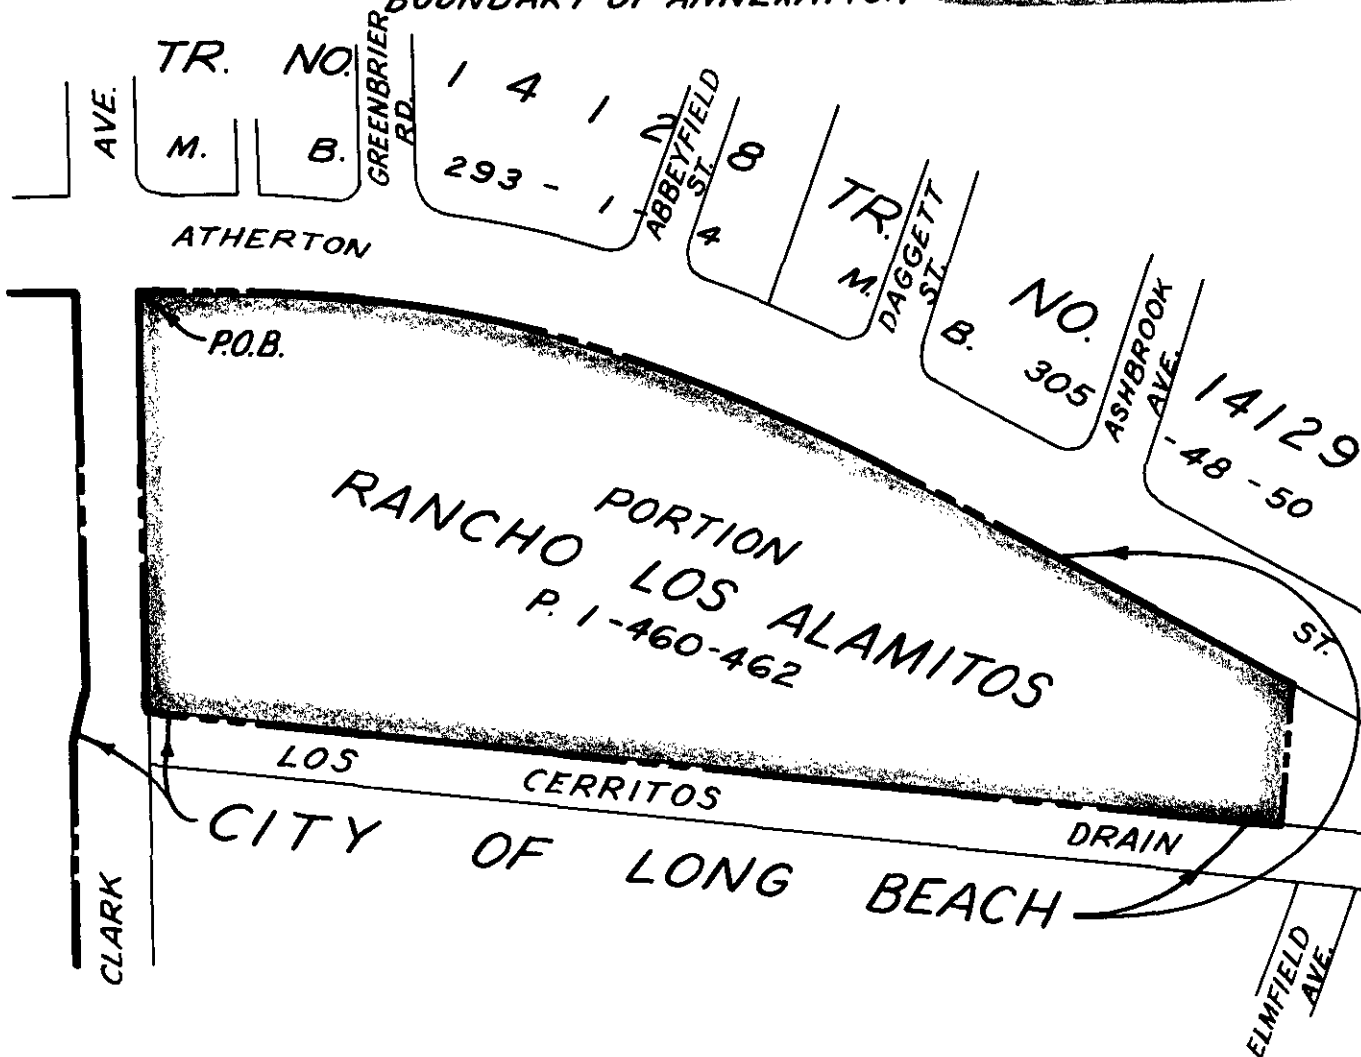 BOUNDARY OF ANNEXATION
TR. NO. 14128
M. B. 293 - 1 - 4
AVE.
GREENBRIER RD.
ABBEYFIELD ST.
TR. NO. 14129
M. B. 305 - 48 - 50
DAGGETT ST.
ASHBROOK AVE.
ATHERTON
ST.
P.O.B.
PORTION
RANCHO LOS ALAMITOS
P. 1-460-462
LOS CERRITOS DRAIN
CITY OF LONG BEACH
CLARK
ELMFIELD AVE.